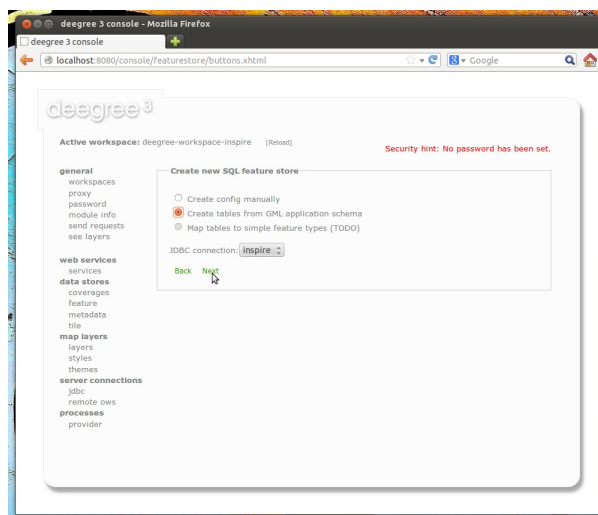 deegree 3 console - Mozilla Firefox
deegree 3 console
localhost:8080/console/featurestore/buttons.xhtml
Google
deegree 3
Active workspace: deegree-workspace-inspire [Reload]
Security hint: No password has been set.
general
workspaces
proxy
password
module info
send requests
see layers
web services
services
data stores
coverages
feature
metadata
tile
map layers
layers
styles
themes
server connections
jdbc
remote ows
processes
provider
Create new SQL feature store
Create config manually
Create tables from GML application schema
Map tables to simple feature types (TODO)
JDBC connection: inspire
Back Next